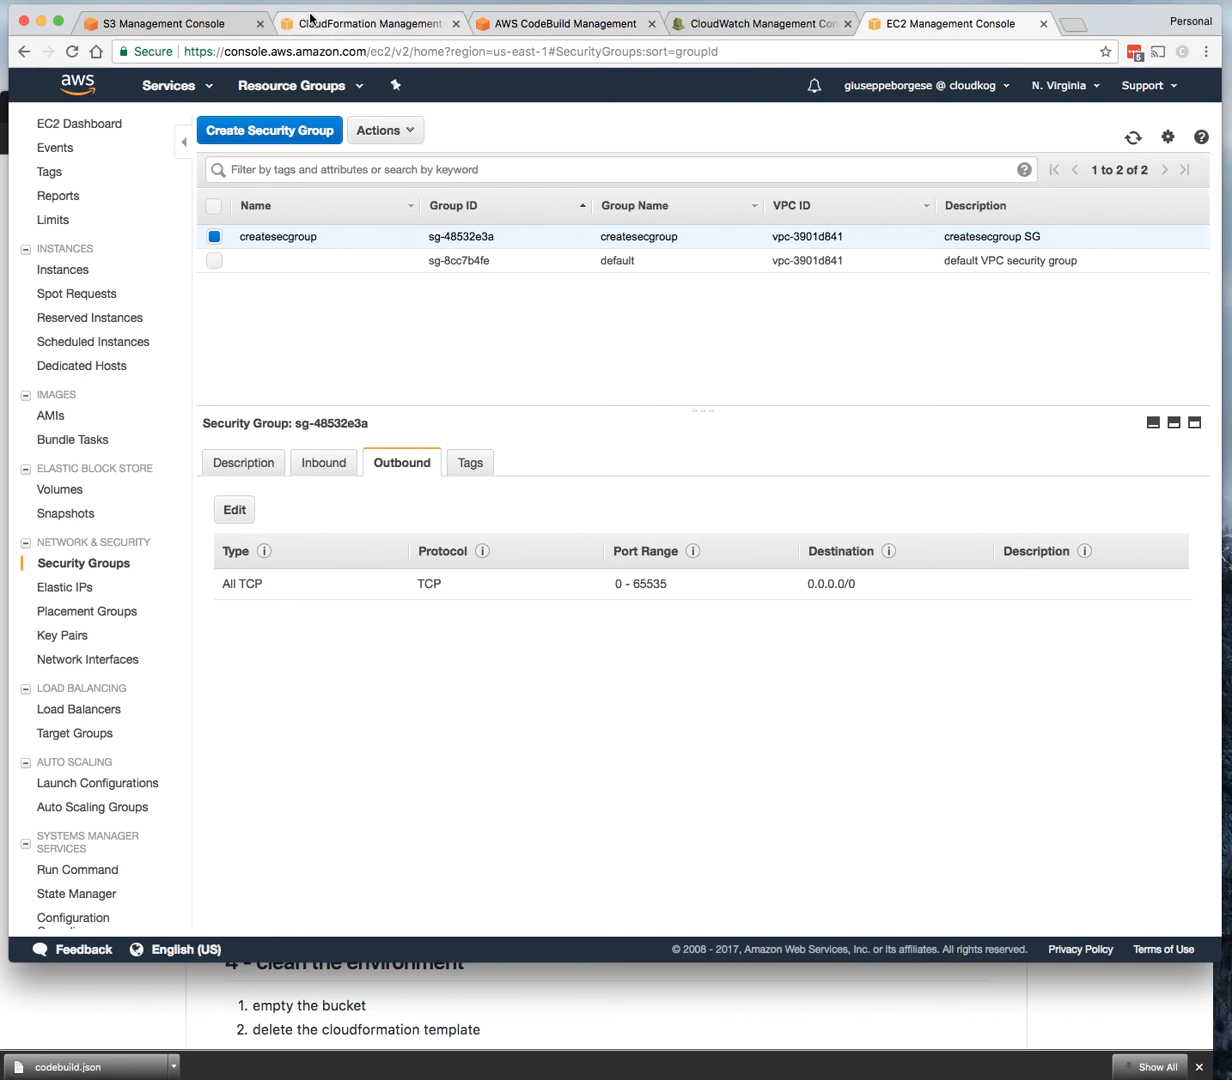 S3 Management Console
CloudFormation Management
AWS CodeBuild Management
CloudWatch Management Con
EC2 Management Console
Personal
Secure
https://console.aws.amazon.com/ec2/v2/home?region=us-east-1#SecurityGroups:sort=groupId
5
aws
Services
Resource Groups
giuseppeborgese @ cloudkog
N. Virginia
Support
EC2 Dashboard
Events
Tags
Reports
Limits
INSTANCES
Instances
Spot Requests
Reserved Instances
Scheduled Instances
Dedicated Hosts
IMAGES
AMIs
Bundle Tasks
ELASTIC BLOCK STORE
Volumes
Snapshots
NETWORK & SECURITY
Security Groups
Elastic IPs
Placement Groups
Key Pairs
Network Interfaces
LOAD BALANCING
Load Balancers
Target Groups
AUTO SCALING
Launch Configurations
Auto Scaling Groups
SYSTEMS MANAGER
SERVICES
Run Command
State Manager
Configuration
Create Security Group
Actions
Filter by tags and attributes or search by keyword
1 to 2 of 2
Name Group ID Group Name VPC ID Description
createsecgroup sg-48532e3a createsecgroup vpc-3901d841 createsecgroup SG
sg-8cc7b4fe default vpc-3901d841 default VPC security group
Security Group: sg-48532e3a
Description
Inbound
Outbound
Tags
Edit
Type Protocol Port Range Destination Description
All TCP TCP 0 - 65535 0.0.0.0/0
Feedback
English (US)
© 2008 - 2017, Amazon Web Services, Inc. or its affiliates. All rights reserved.
Privacy Policy
Terms of Use
4 - clean the environment
1. empty the bucket
2. delete the cloudformation template
codebuild.json
Show All